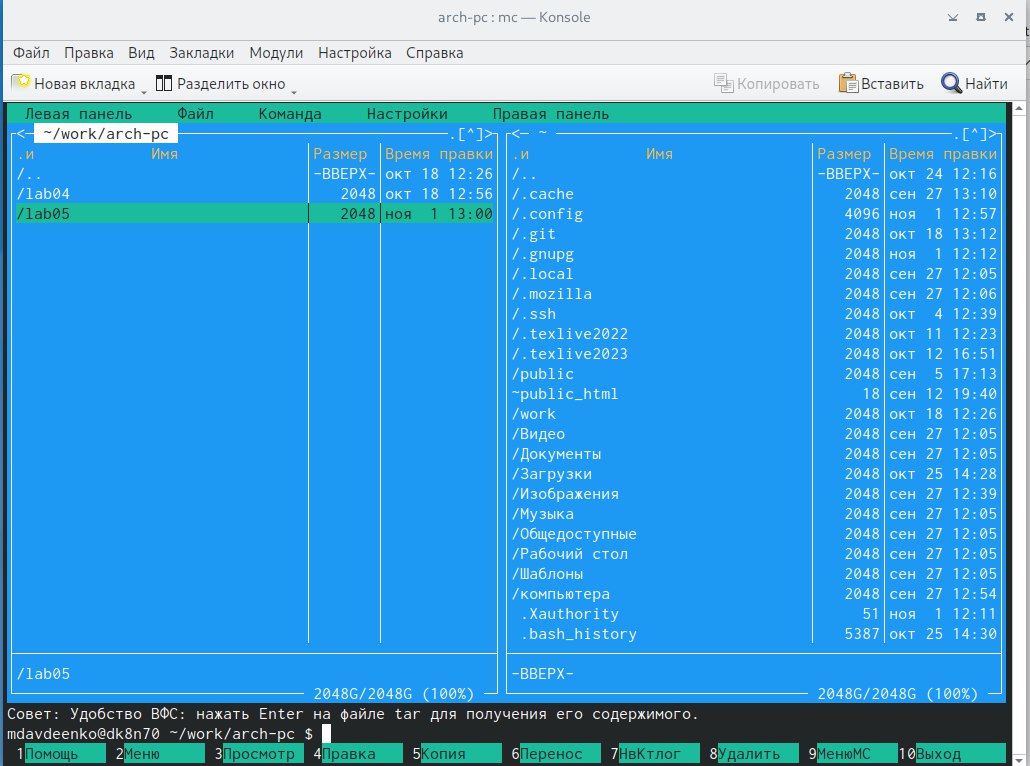 arch-pc : mc — Konsole
Файл Правка Вид Закладки Модули Настройка Справка
Новая вкладка Разделить окно Копировать Вставить Найти
Левая панель Файл Команда Настройки Правая панель
<— ~/work/arch-pc .[^]> <— ~ .[^]>
.и Имя Размер Время правки .и Имя Размер Время правки
/.. -ВВЕРХ- окт 18 12:26 /.. -ВВЕРХ- окт 24 12:16
/lab04 2048 окт 18 12:56 /.cache 2048 сен 27 13:10
/lab05 2048 ноя 1 13:00 /.config 4096 ноя 1 12:57
/.git 2048 окт 18 13:12
/.gnupg 2048 ноя 1 12:12
/.local 2048 сен 27 12:05
/.mozilla 2048 сен 27 12:06
/.ssh 2048 окт 4 12:39
/.texlive2022 2048 окт 11 12:23
/.texlive2023 2048 окт 12 16:51
/public 2048 сен 5 17:13
~public_html 18 сен 12 19:40
/work 2048 окт 18 12:26
/Видео 2048 сен 27 12:05
/Документы 2048 сен 27 12:05
/Загрузки 2048 окт 25 14:28
/Изображения 2048 сен 27 12:39
/Музыка 2048 сен 27 12:05
/Общедоступные 2048 сен 27 12:05
/Рабочий стол 2048 сен 27 12:05
/Шаблоны 2048 сен 27 12:05
/компьютера 2048 сен 27 12:54
.Xauthority 51 ноя 1 12:11
.bash_history 5387 окт 25 14:30
/lab05 -ВВЕРХ-
2048G/2048G (100%) 2048G/2048G (100%)
Совет: Удобство ВФС: нажать Enter на файле tar для получения его содержимого.
mdavdeenko@dk8n70 ~/work/arch-pc $
1Помощь 2Меню 3Просмотр 4Правка 5Копия 6Перенос 7НвКтлог 8Удалить 9МенюMC 10Выход